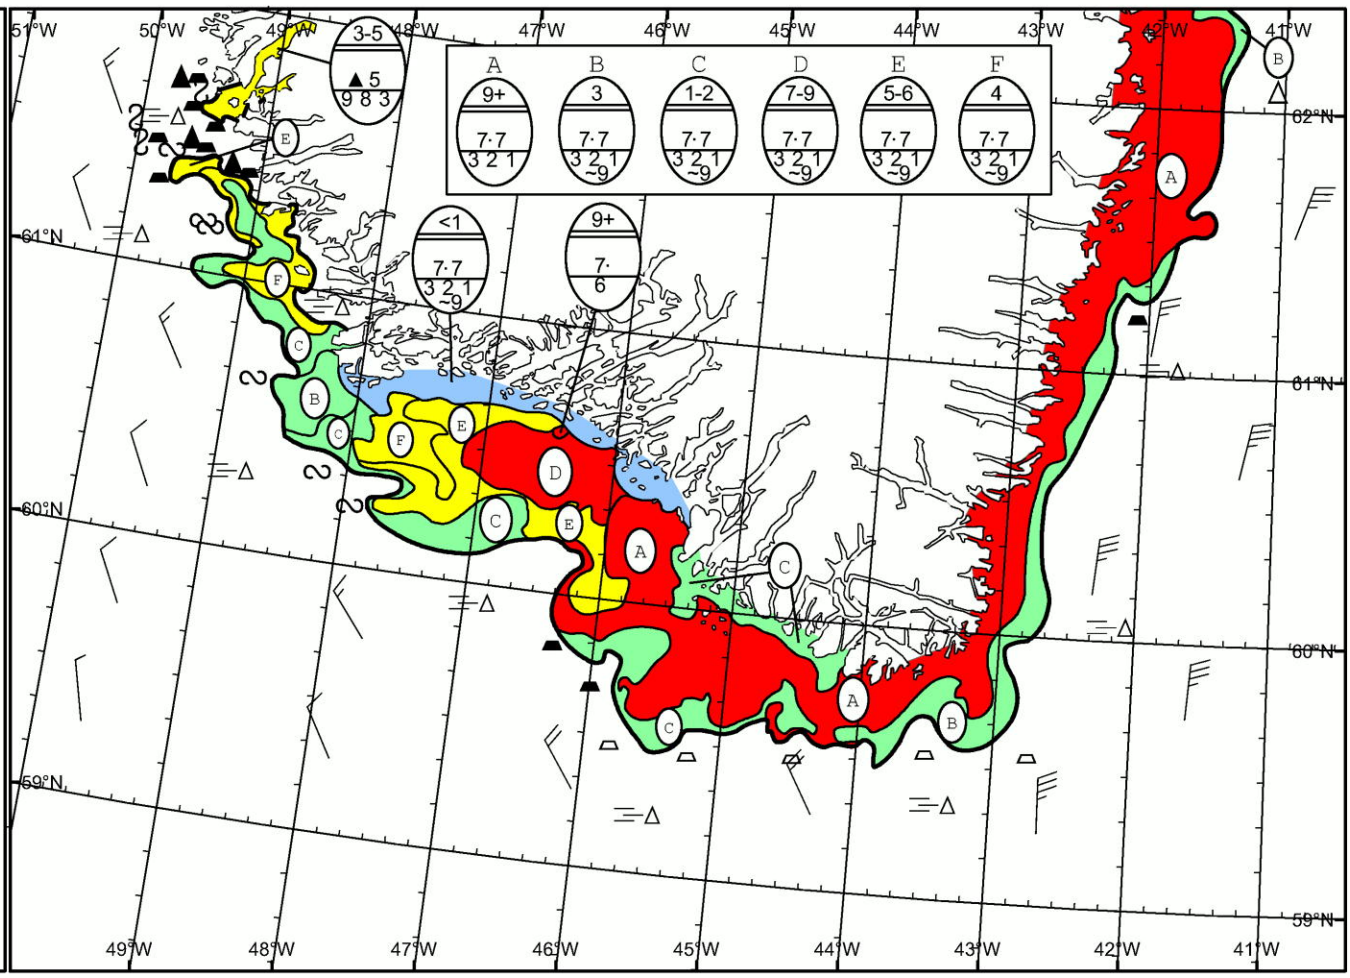 51°W 50°W 49°W 48°W 47°W 46°W 45°W 44°W 43°W 42°W 41°W
3-5
▲ 5
9 8 3
A B C D E F
9+ 3 1-2 7-9 5-6 4
7·7 7·7 7·7 7·7 7·7 7·7
3 2 1 3 2 1 3 2 1 3 2 1 3 2 1 3 2 1
~9 ~9 ~9 ~9 ~9
B
62°N
E
A
61°N
<1
7·7
3 2 1
~9
9+
7·
6
F
C
61°N
B
C
F
E
D
60°N
C
E
A
C
60°N
A
B
C
59°N
59°N
49°W 48°W 47°W 46°W 45°W 44°W 43°W 42°W 41°W